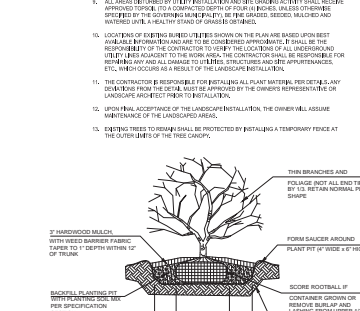 9. ALL AREAS DISTURBED BY UTILITY INSTALLATION AND SITE GRADING ACTIVITY SHALL RECEIVE
APPROVED TOPSOIL (TO A COMPACTED DEPTH OF FOUR (4) INCHES, UNLESS OTHERWISE
SPECIFIED BY THE GOVERNING MUNICIPALITY); BE FINE GRADED, SEEDED, MULCHED AND
WATERED UNTIL A HEALTHY STAND OF GRASS IS OBTAINED.
10. LOCATIONS OF EXISTING BURIED UTILITIES SHOWN ON THE PLAN ARE BASED UPON BEST
AVAILABLE INFORMATION AND ARE TO BE CONSIDERED APPROXIMATE. IT SHALL BE THE
RESPONSIBILITY OF THE CONTRACTOR TO VERIFY THE LOCATIONS OF ALL UNDERGROUND
UTILITY LINES ADJACENT TO THE WORK AREA. THE CONTRACTOR SHALL BE RESPONSIBLE FOR
REPAIRING ANY AND ALL DAMAGE TO UTILITIES, STRUCTURES AND SITE APPURTENANCES,
ETC., WHICH OCCURS AS A RESULT OF THE LANDSCAPE INSTALLATION.
11. THE CONTRACTOR IS RESPONSIBLE FOR INSTALLING ALL PLANT MATERIAL PER DETAILS. ANY
DEVIATIONS FROM THE DETAIL MUST BE APPROVED BY THE OWNER'S REPRESENTATIVE OR
LANDSCAPE ARCHITECT PRIOR TO INSTALLATION.
12. UPON FINAL ACCEPTANCE OF THE LANDSCAPE INSTALLATION, THE OWNER WILL ASSUME
MAINTENANCE OF THE LANDSCAPED AREAS.
13. EXISTING TREES TO REMAIN SHALL BE PROTECTED BY INSTALLING A TEMPORARY FENCE AT
THE OUTER LIMITS OF THE TREE CANOPY.
THIN BRANCHES AND
FOLIAGE (NOT ALL END TI
BY 1/3. RETAIN NORMAL P
SHAPE
3" HARDWOOD MULCH,
WITH WEED BARRIER FABRIC
TAPER TO 1" DEPTH WITHIN 12"
OF TRUNK
FORM SAUCER AROUND
PLANT PIT (4" WIDE x 6" HI
SCORE ROOTBALL IF
CONTAINER GROWN OR
REMOVE BURLAP AND
BACKFILL PLANTING PIT
WITH PLANTING SOIL MIX
PER SPECIFICATION